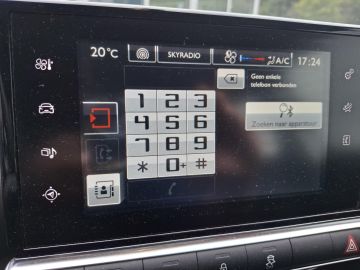 20°C
SKYRADIO
A/C
17:24
Geen enkele
telefoon verbonden
1 2 3
4 5 6
7 8 9
* 0+ #
Zoeken naar apparatuur